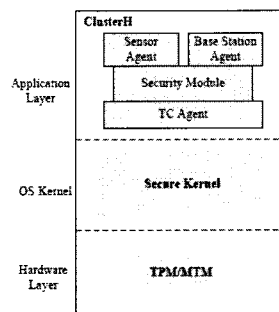 ClusterH
Sensor Agent
Base Station Agent
Application Layer
Security Module
TC Agent
OS Kernel
Secure Kernel
Hardware Layer
TPM/MTM